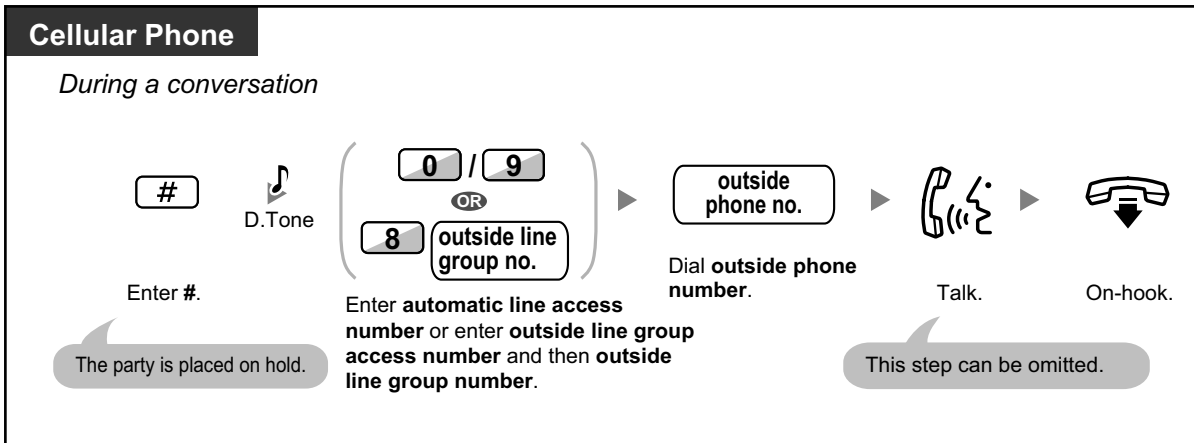 Cellular Phone
During a conversation
#
D.Tone
0 / 9
OR
8 outside line
group no.
outside
phone no.
Enter #.
Enter automatic line access
number or enter outside line group
access number and then outside
line group number.
Dial outside phone
number.
Talk.
On-hook.
The party is placed on hold.
This step can be omitted.